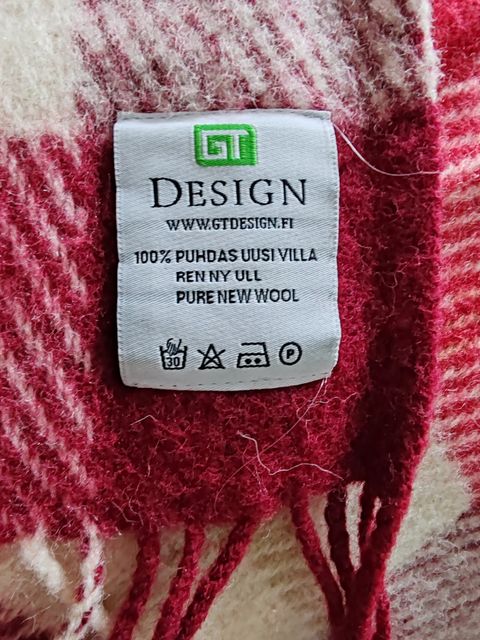 GT
DESIGN
WWW.GTDESIGN.FI
100% PUHDAS UUSI VILLA
REN NY ULL
PURE NEW WOOL
30 P